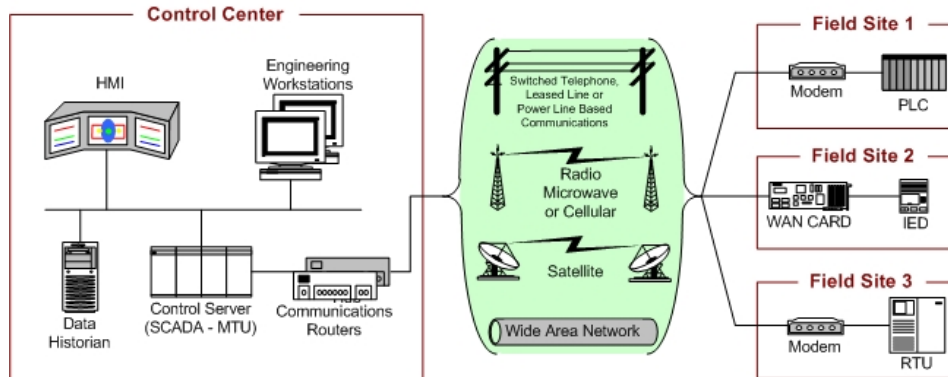 Control Center
HMI
Engineering
Workstations
Data
Historian
Control Server
(SCADA - MTU)
Communications
Routers
Switched Telephone,
Leased Line or
Power Line Based
Communications
Radio
Microwave
or Cellular
Satellite
Wide Area Network
Field Site 1
Modem
PLC
Field Site 2
WAN CARD
IED
Field Site 3
Modem
RTU